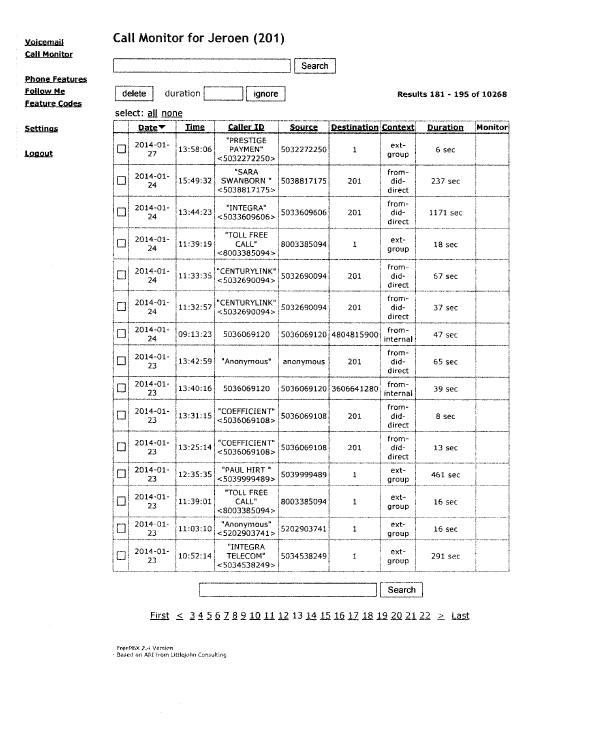 Voicemail
Call Monitor
Phone Features
Follow Me
Feature Codes
Settings
Logout
Call Monitor for Jeroen (201)
Search
delete duration ignore
Results 181 - 195 of 10268
select: all none
Date Time Caller ID Source Destination Context Duration Monitor
2014-01-27 13:58:06 "PRESTIGE PAYMEN" <5032272250> 5032272250 1 ext-group 6 sec
2014-01-24 15:49:32 "SARA SWANBORN " <5038817175> 5038817175 201 from-did-direct 237 sec
2014-01-24 13:44:23 "INTEGRA" <5033609606> 5033609606 201 from-did-direct 1171 sec
2014-01-24 11:39:19 "TOLL FREE CALL" <8003385094> 8003385094 1 ext-group 18 sec
2014-01-24 11:33:35 "CENTURYLINK" <5032690094> 5032690094 201 from-did-direct 67 sec
2014-01-24 11:32:57 "CENTURYLINK" <5032690094> 5032690094 201 from-did-direct 37 sec
2014-01-24 09:13:23 5036069120 5036069120 4804815900 from-internal 47 sec
2014-01-23 13:42:59 "Anonymous" anonymous 201 from-did-direct 65 sec
2014-01-23 13:40:16 5036069120 5036069120 3606641280 from-internal 39 sec
2014-01-23 13:31:15 "COEFFICIENT" <5036069108> 5036069108 201 from-did-direct 8 sec
2014-01-23 13:25:14 "COEFFICIENT" <5036069108> 5036069108 201 from-did-direct 13 sec
2014-01-23 12:35:35 "PAUL HIRT " <5039999489> 5039999489 1 ext-group 461 sec
2014-01-23 11:39:01 "TOLL FREE CALL" <8003385094> 8003385094 1 ext-group 16 sec
2014-01-23 11:03:10 "Anonymous" <5202903741> 5202903741 1 ext-group 16 sec
2014-01-23 10:52:14 "INTEGRA TELECOM" <5034538249> 5034538249 1 ext-group 291 sec
Search
First < 3 4 5 6 7 8 9 10 11 12 13 14 15 16 17 18 19 20 21 22 > Last
FreePBX 2.4 Version
Based on ARI from Littlejohn Consulting